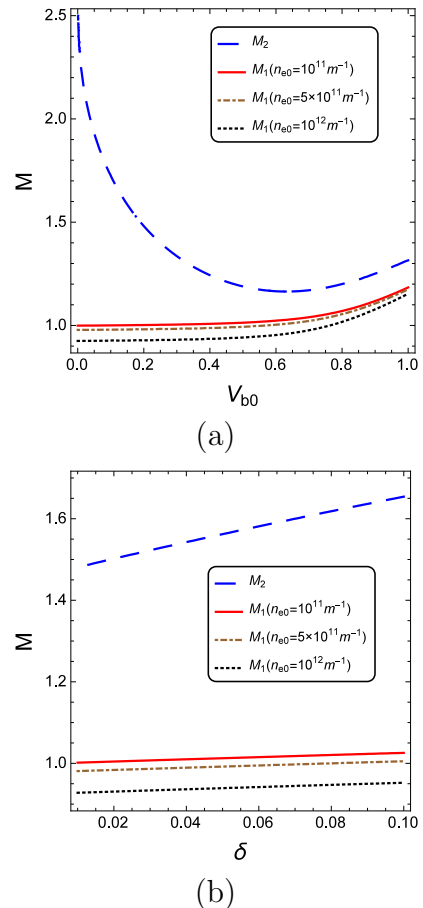 2.5
2.0
1.5
1.0
M
M₂
M₁(nₑ₀=10¹¹m⁻¹)
M₁(nₑ₀=5×10¹¹m⁻¹)
M₁(nₑ₀=10¹²m⁻¹)
0.0 0.2 0.4 0.6 0.8 1.0
V_b0
(a)
1.6
1.4
1.2
1.0
M
M₂
M₁(nₑ₀=10¹¹m⁻¹)
M₁(nₑ₀=5×10¹¹m⁻¹)
M₁(nₑ₀=10¹²m⁻¹)
0.02 0.04 0.06 0.08 0.10
δ
(b)